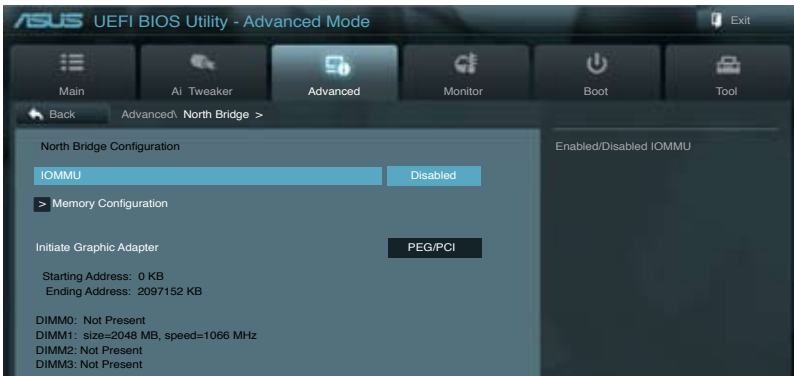 ASUS UEFI BIOS Utility - Advanced Mode
Exit
Main
Ai Tweaker
Advanced
Monitor
Boot
Tool
Back
Advanced\ North Bridge >
North Bridge Configuration
Enabled/Disabled IOMMU
IOMMU Disabled
> Memory Configuration
Initiate Graphic Adapter PEG/PCI
Starting Address: 0 KB
Ending Address: 2097152 KB
DIMM0: Not Present
DIMM1: size=2048 MB, speed=1066 MHz
DIMM2: Not Present
DIMM3: Not Present